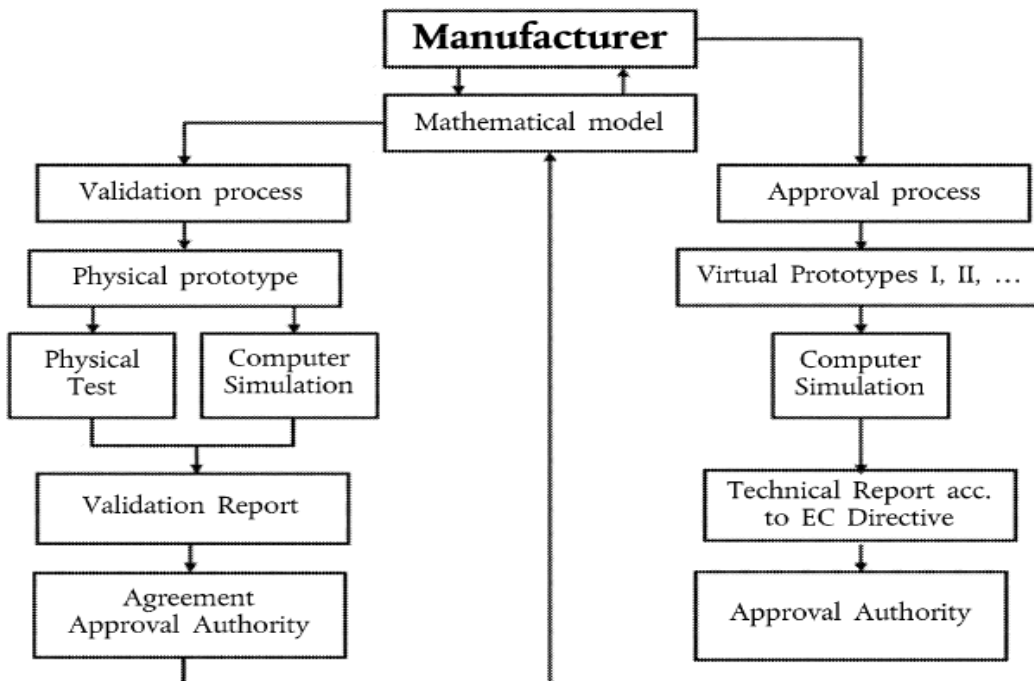 Manufacturer
Mathematical model
Validation process
Physical prototype
Physical
Test
Computer
Simulation
Validation Report
Agreement
Approval Authority
Approval process
Virtual Prototypes I, II, ...
Computer
Simulation
Technical Report acc.
to EC Directive
Approval Authority